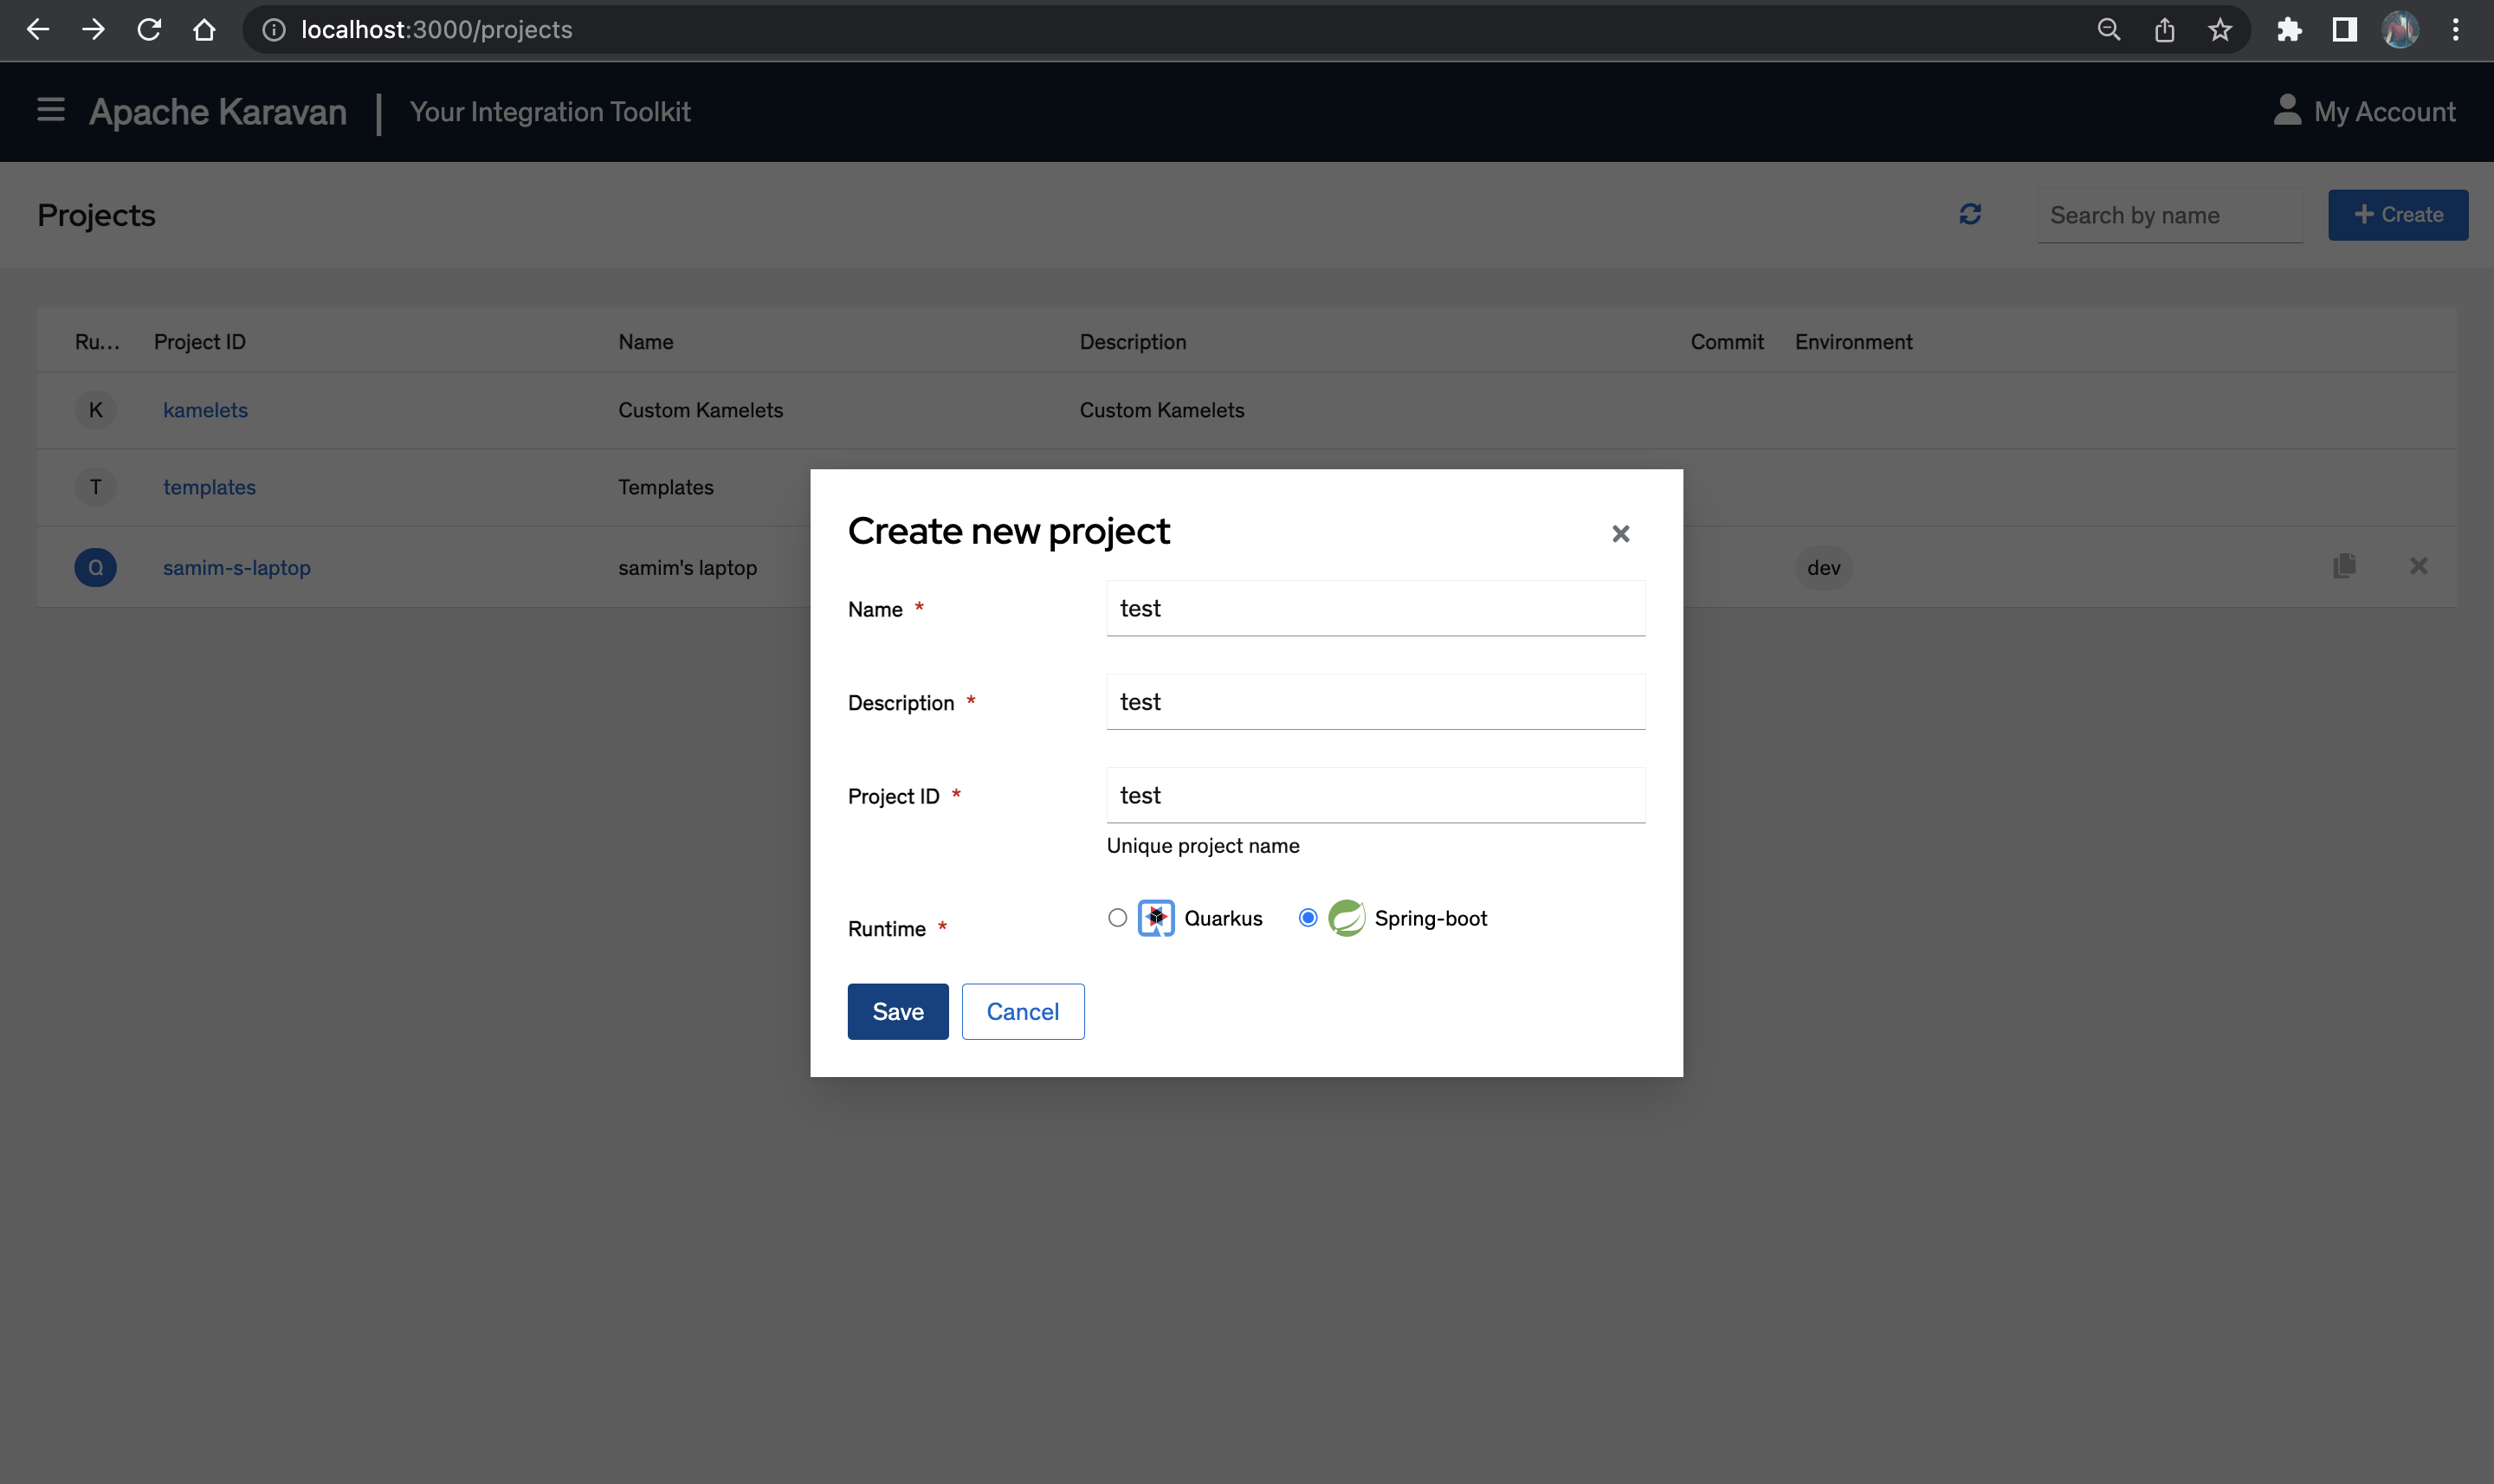 localhost:3000/projects
Apache Karavan | Your Integration Toolkit
My Account
Projects
Search by name
Create
Ru... Project ID Name Description Commit Environment
K kamelets Custom Kamelets Custom Kamelets
T templates Templates
Q samim-s-laptop samim's laptop dev
Create new project
Name * test
Description * test
Project ID * test
Unique project name
Runtime * Quarkus Spring-boot
Save Cancel